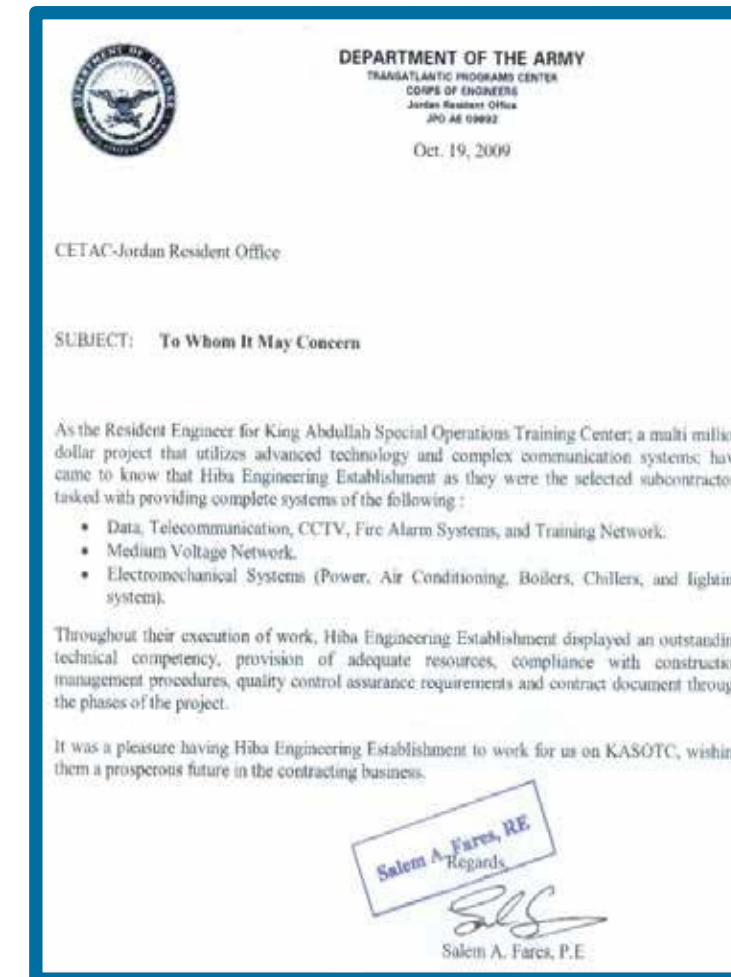 DEPARTMENT OF THE ARMY
TRANSATLANTIC PROGRAMS CENTER
CORPS OF ENGINEERS
Jordan Resident Office
Oct. 19, 2009
CETAC-Jordan Resident Office
SUBJECT: To Whom It May Concern
As the Resident Engineer for King Abdullah Special Operations Training Center; a multi millio
dollar project that utilizes advanced technology and complex communication systems; hav
came to know that Hiba Engineering Establishment as they were the selected subcontracto
tasked with providing complete systems of the following :
• Data, Telecommunication, CCTV, Fire Alarm Systems, and Training Network.
• Medium Voltage Network.
• Electromechanical Systems (Power, Air Conditioning, Boilers, Chillers, and lightin
system).
Throughout their execution of work, Hiba Engineering Establishment displayed an outstandin
technical competency, provision of adequate resources, compliance with constructio
management procedures, quality control assurance requirements and contract document throug
the phases of the project.
It was a pleasure having Hiba Engineering Establishment to work for us on KASOTC, wishin
them a prosperous future in the contracting business.
Salem A. Fares, RE
Regards,
Salem A. Fares, P.E